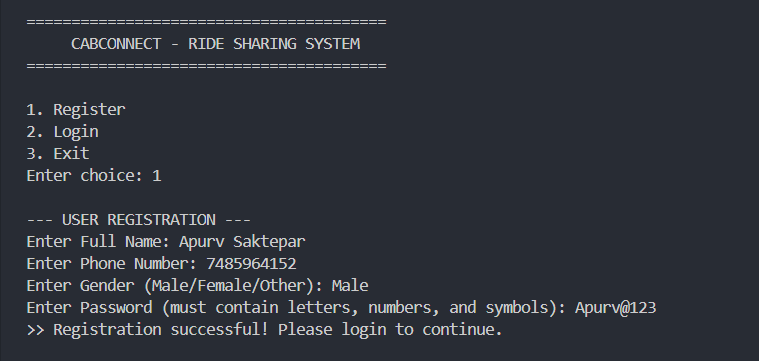 ========================================
CABCONNECT - RIDE SHARING SYSTEM
========================================
1. Register
2. Login
3. Exit
Enter choice: 1
--- USER REGISTRATION ---
Enter Full Name: Apurv Saktepar
Enter Phone Number: 7485964152
Enter Gender (Male/Female/Other): Male
Enter Password (must contain letters, numbers, and symbols): Apurv@123
>> Registration successful! Please login to continue.